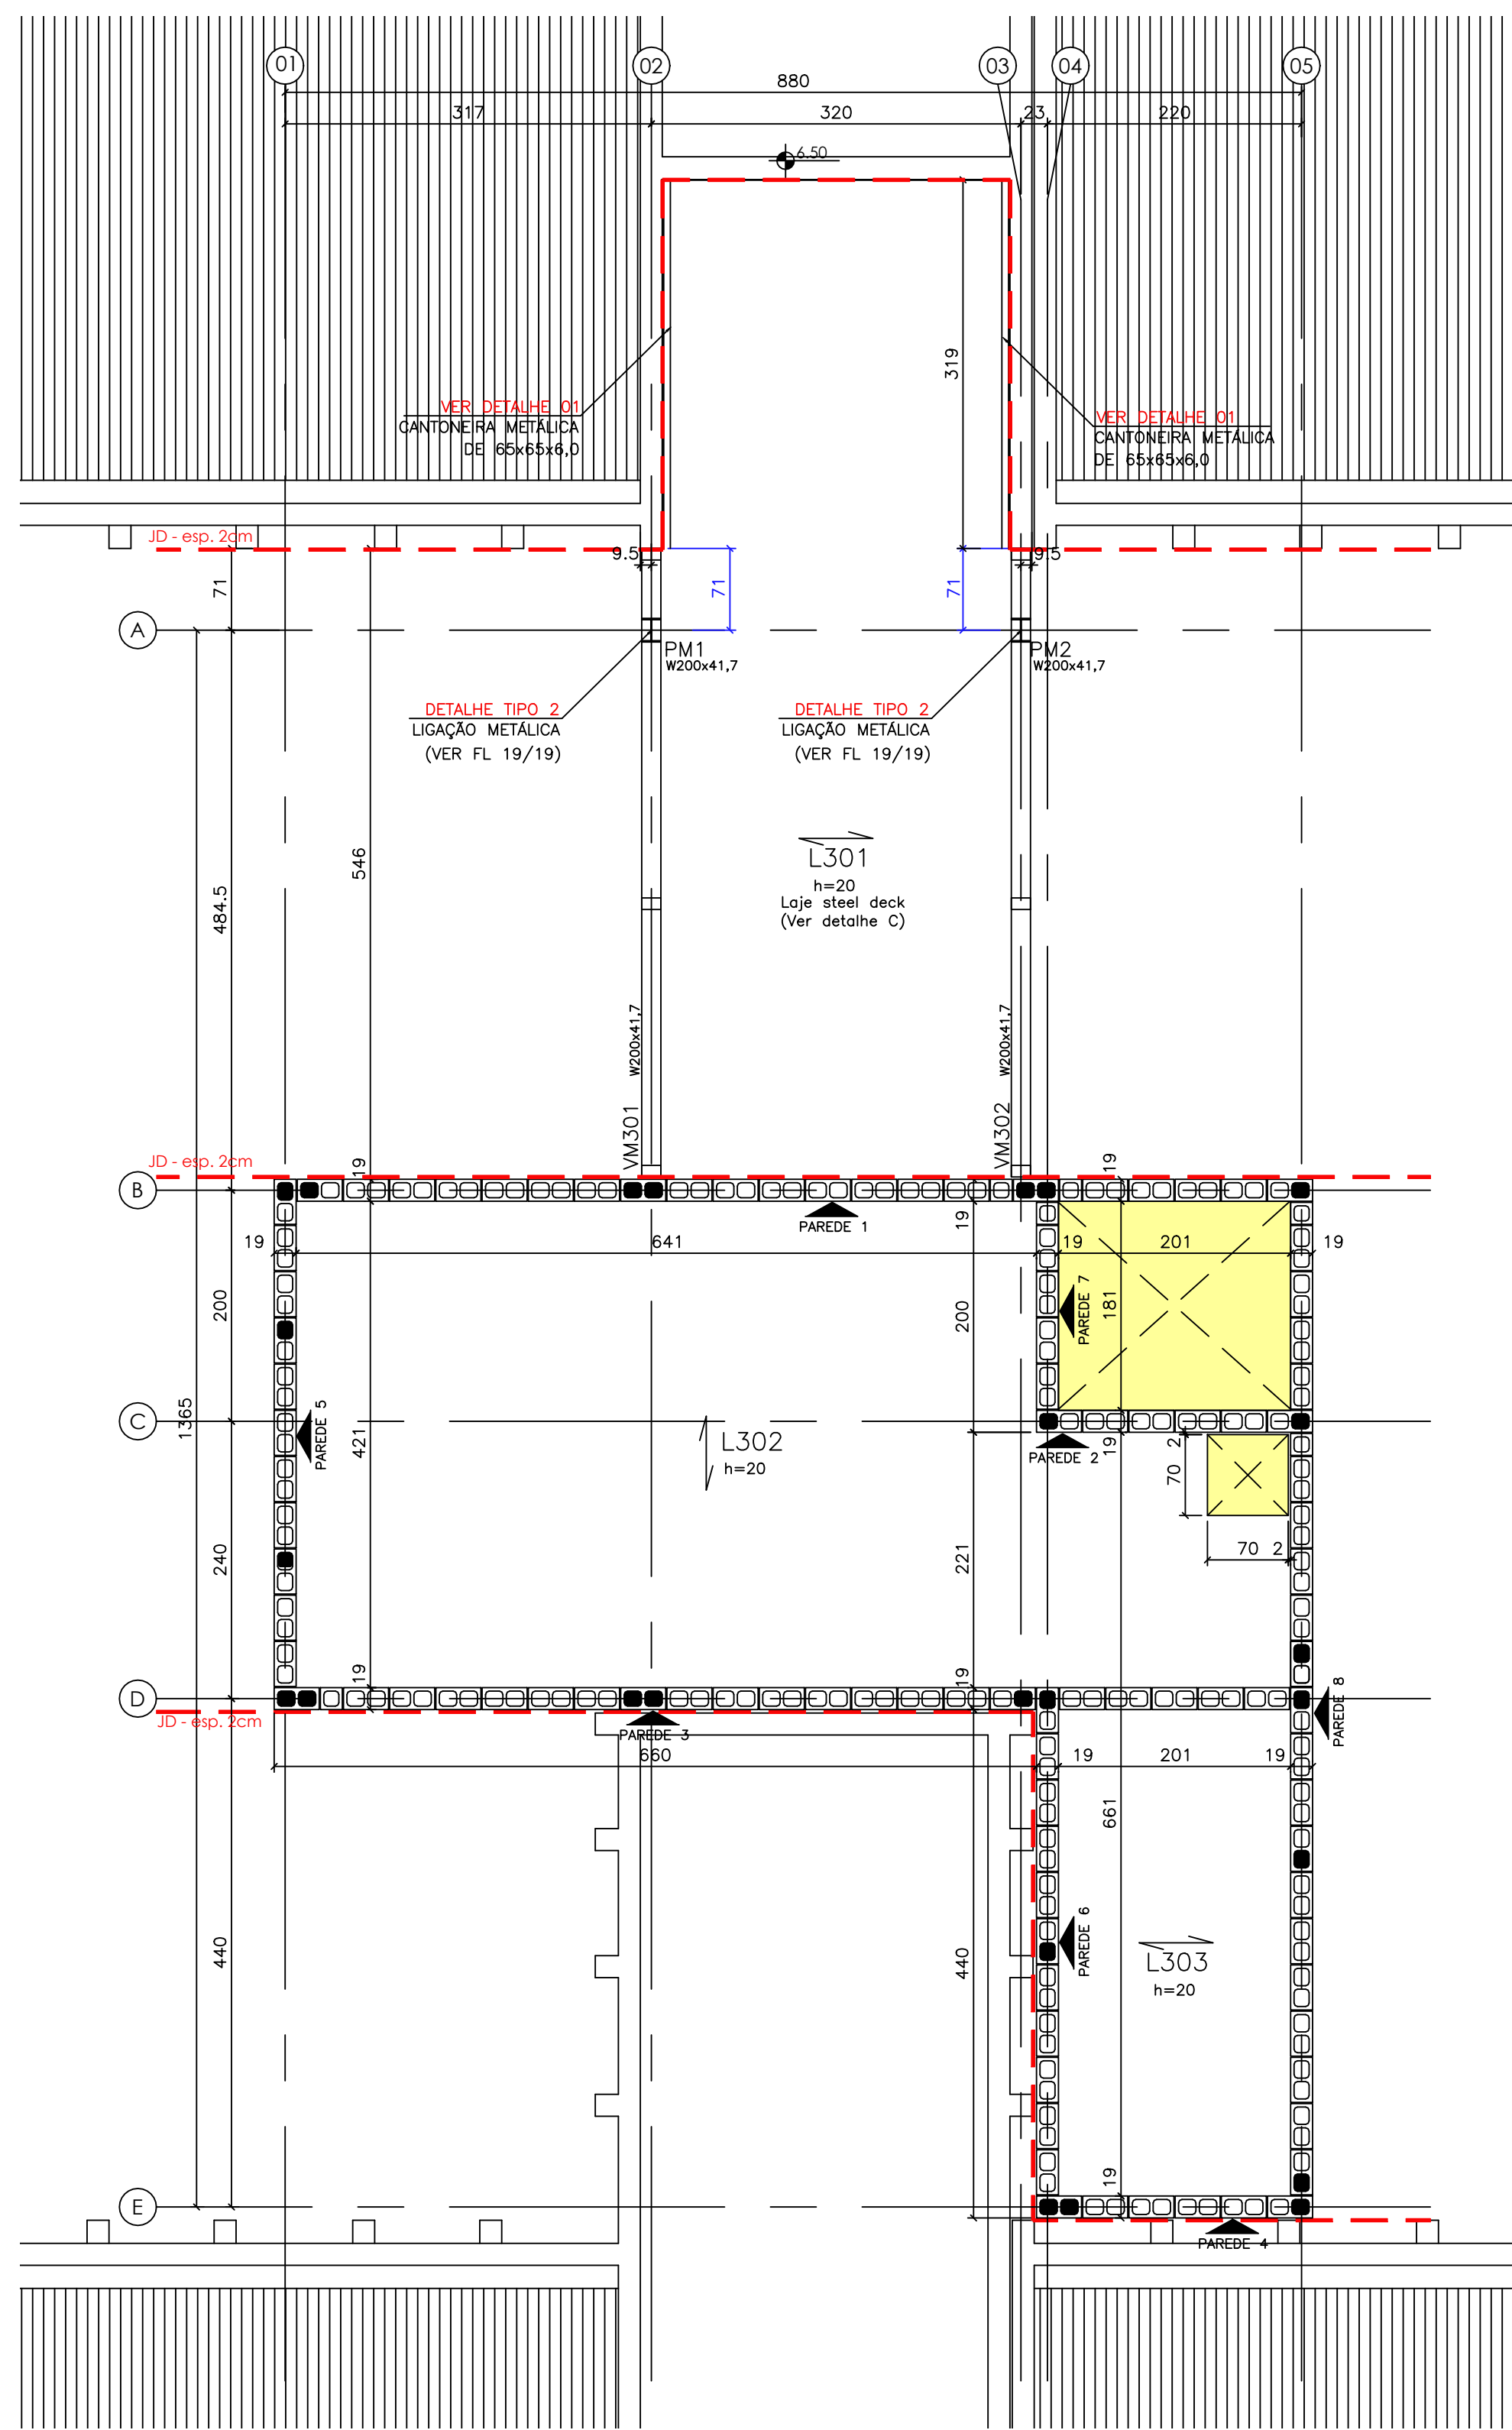 01
02
03
04
05
880
317
320
23
220
6.50
319
VER DETALHE 01
CANTONEIRA METÁLICA
DE 65x65x6,0
VER DETALHE 01
CANTONEIRA METÁLICA
DE 65x65x6,0
JD - esp. 2cm
9.5
9.5
71
71
71
A
PM1
W200x41,7
PM2
W200x41,7
DETALHE TIPO 2
LIGAÇÃO METÁLICA
(VER FL 19/19)
DETALHE TIPO 2
LIGAÇÃO METÁLICA
(VER FL 19/19)
L301
h=20
Laje steel deck
(Ver detalhe C)
546
484.5
W200x41,7
W200x41,7
VM301
VM302
JD - esp. 2cm
19
19
B
PAREDE 1
19
19
641
19
201
19
200
200
181
PAREDE 7
1365
PAREDE 5
C
421
L302
h=20
PAREDE 2
19
2
70
70 2
240
221
19
19
D
JD - esp. 2cm
PAREDE 3
PAREDE 8
660
19
201
19
661
440
440
PAREDE 6
L303
h=20
19
E
PAREDE 4